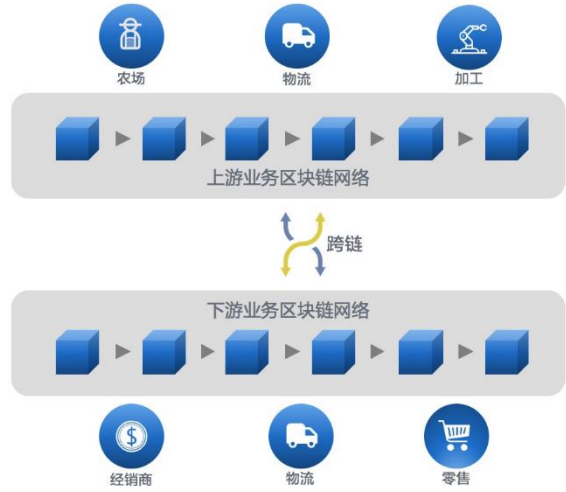 农场 物流 加工
上游业务区块链网络
跨链
下游业务区块链网络
$
经销商 物流 零售